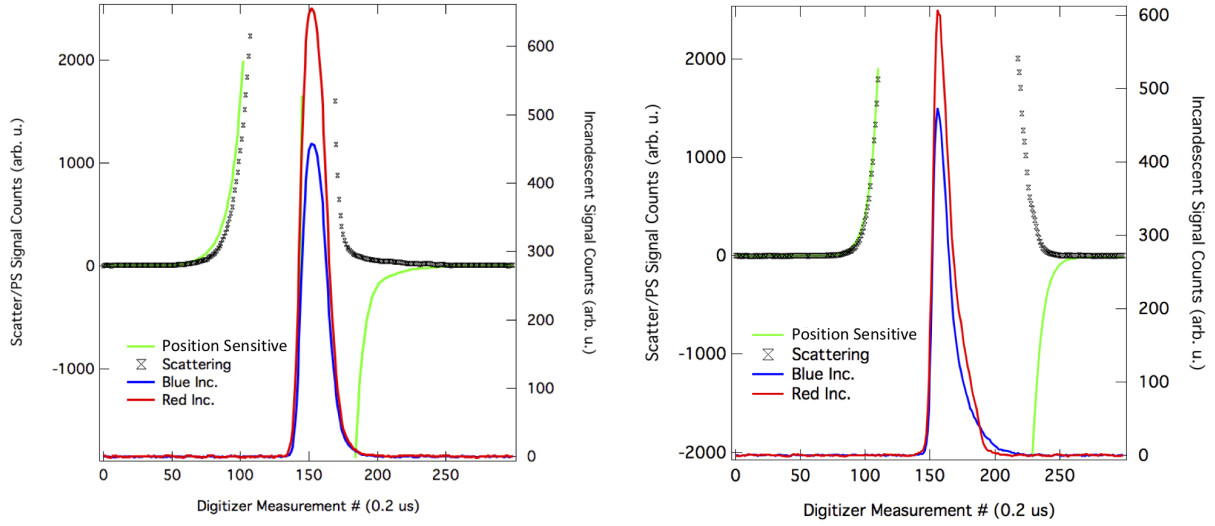 2000
1000
0
-1000
Scatter/PS Signal Counts (arb. u.)
600
500
400
300
200
100
0
Incandescent Signal Counts (arb. u.)
Position Sensitive
Scattering
Blue Inc.
Red Inc.
0 50 100 150 200 250
Digitizer Measurement # (0.2 us)
2000
1000
0
-1000
-2000
Scatter/PS Signal Counts (arb. u.)
600
500
400
300
200
100
0
Incandescent Signal Counts (arb. u.)
Position Sensitive
Scattering
Blue Inc.
Red Inc.
0 50 100 150 200 250
Digitizer Measurement # (0.2 us)